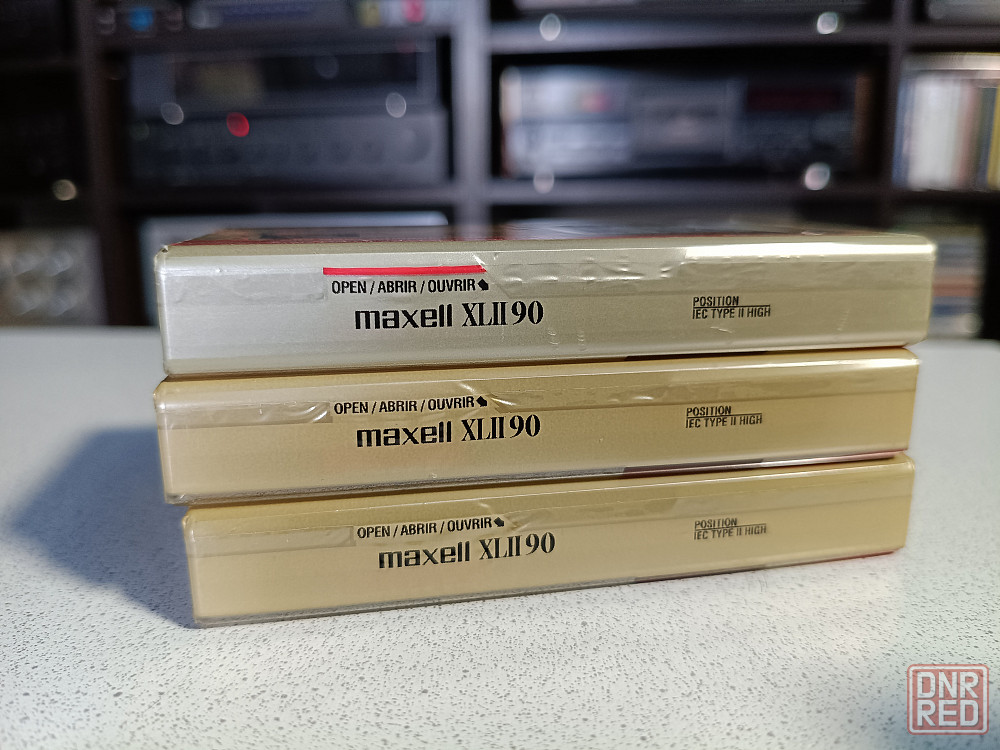 OPEN / ABRIR / OUVRIR
maxell XLII 90
POSITION
IEC TYPE II HIGH
OPEN / ABRIR / OUVRIR
maxell XLII 90
POSITION
IEC TYPE II HIGH
OPEN / ABRIR / OUVRIR
maxell XLII 90
POSITION
IEC TYPE II HIGH
DNR
RED